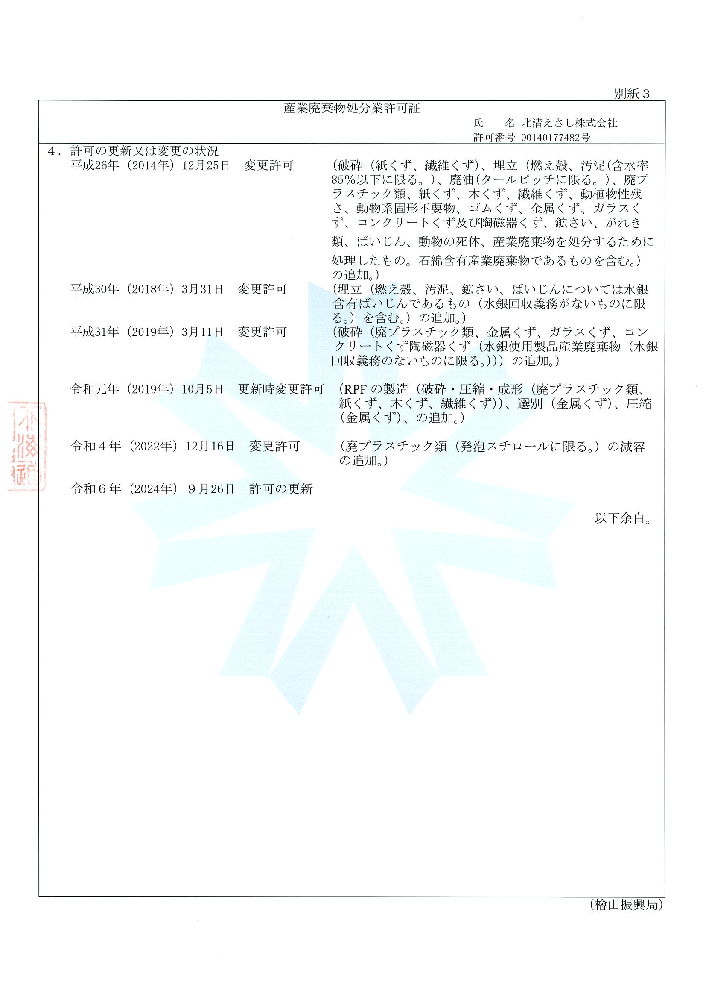 別紙３
産業廃棄物処分業許可証
氏　　名 北清えさし株式会社
許可番号 00140177482号
４．許可の更新又は変更の状況
平成26年（2014年）12月25日　変更許可　（破砕（紙くず、繊維くず）、埋立（燃え殻、汚泥(含水率
85％以下に限る。）、廃油(タールピッチに限る。）、廃プ
ラスチック類、紙くず、木くず、繊維くず、動植物性残
さ、動物系固形不要物、ゴムくず、金属くず、ガラスく
ず、コンクリートくず及び陶磁器くず、鉱さい、がれき
類、ばいじん、動物の死体、産業廃棄物を処分するために
処理したもの。石綿含有産業廃棄物であるものを含む。）
の追加。）
平成30年（2018年）3月31日　変更許可　（埋立（燃え殻、汚泥、鉱さい、ばいじんについては水銀
含有ばいじんであるもの（水銀回収義務がないものに限
る。）を含む。）の追加。）
平成31年（2019年）3月11日　変更許可　（破砕（廃プラスチック類、金属くず、ガラスくず、コン
クリートくず陶磁器くず（水銀使用製品産業廃棄物（水銀
回収義務のないものに限る。）））の追加。）
令和元年（2019年）10月5日　更新時変更許可　（RPF の製造（破砕・圧縮・成形（廃プラスチック類、
紙くず、木くず、繊維くず））、選別（金属くず）、圧縮
（金属くず）、の追加。）
令和４年（2022年）12月16日　変更許可　（廃プラスチック類（発泡スチロールに限る。）の減容
の追加。）
令和６年（2024年）９月26日　許可の更新
以下余白。
（檜山振興局）